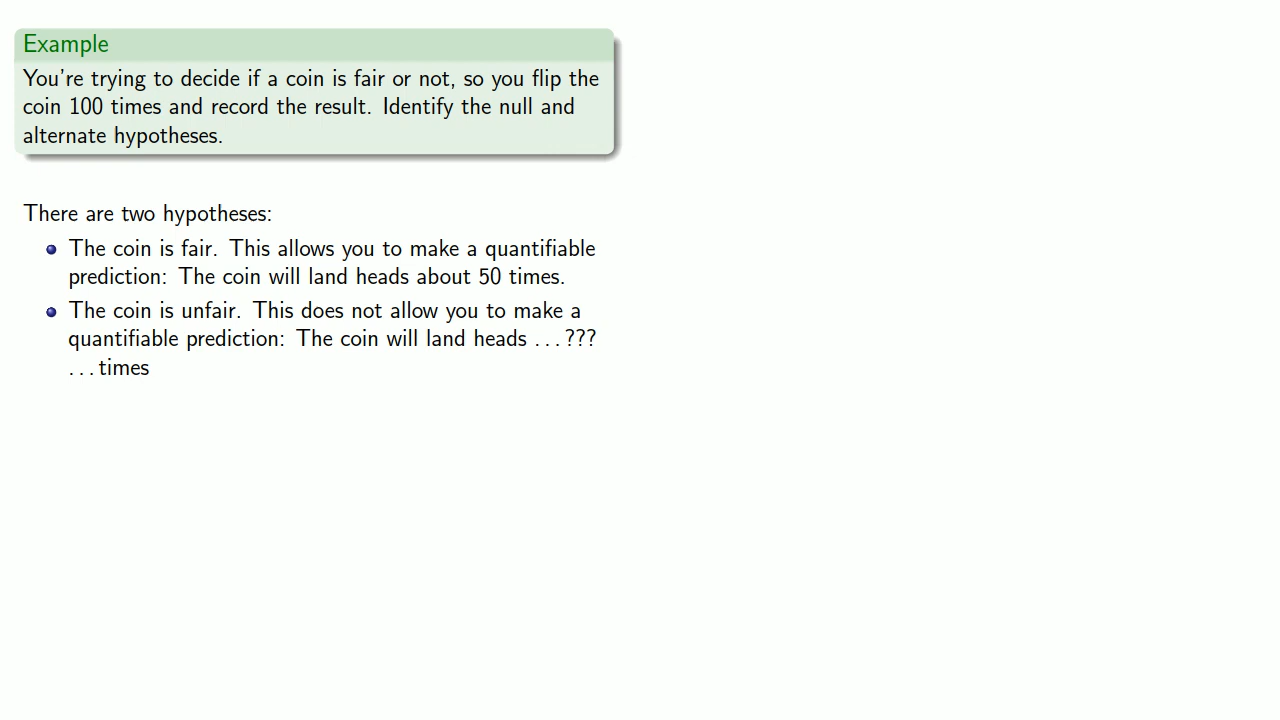 Example
You're trying to decide if a coin is fair or not, so you flip the
coin 100 times and record the result. Identify the null and
alternate hypotheses.
There are two hypotheses:
The coin is fair. This allows you to make a quantifiable
prediction: The coin will land heads about 50 times.
The coin is unfair. This does not allow you to make a
quantifiable prediction: The coin will land heads ...???
...times